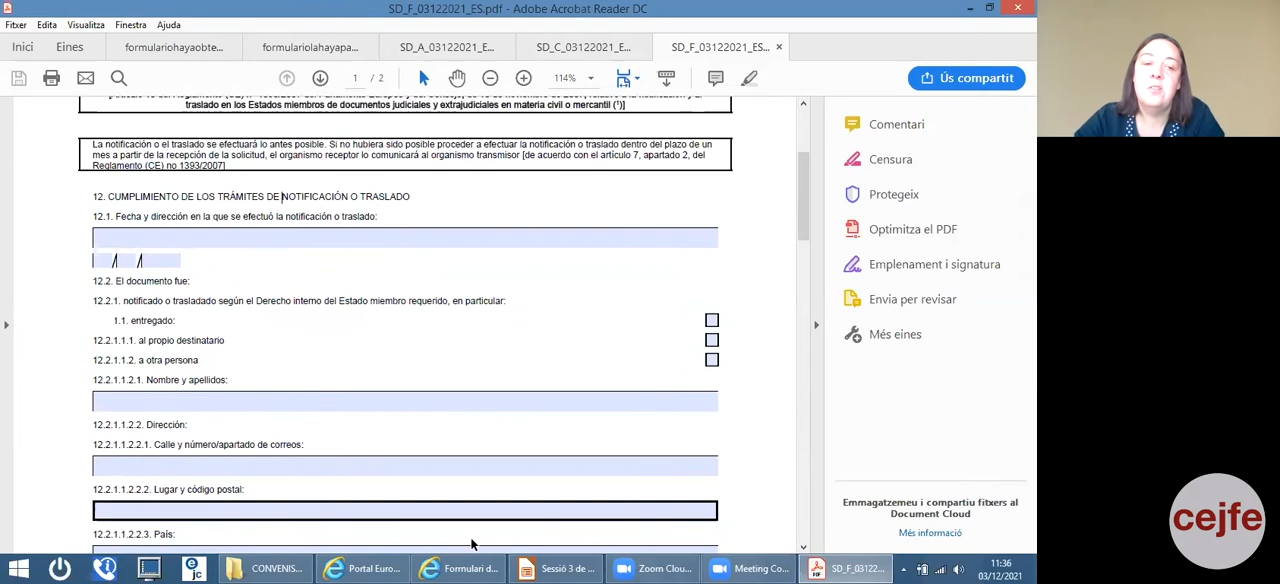 SD_F_03122021_ES.pdf - Adobe Acrobat Reader DC
Fitxer Edita Visualitza Finestra Ajuda
Inici Eines formulariohayaobte... formulariolahayapa... SD_A_03122021_E... SD_C_03122021_E... SD_F_03122021_ES... ×
1 / 2 114% Ús compartit
traslado en los Estados miembros de documentos judiciales y extrajudiciales en materia civil o mercantil (¹)]
La notificación o el traslado se efectuará lo antes posible. Si no hubiera sido posible proceder a efectuar la notificación o traslado dentro del plazo de un
mes a partir de la recepción de la solicitud, el organismo receptor lo comunicará al organismo transmisor [de acuerdo con el artículo 7, apartado 2, del
Reglamento (CE) no 1393/2007]
12. CUMPLIMIENTO DE LOS TRÁMITES DE NOTIFICACIÓN O TRASLADO
12.1. Fecha y dirección en la que se efectuó la notificación o traslado:
/ /
12.2. El documento fue:
12.2.1. notificado o trasladado según el Derecho interno del Estado miembro requerido, en particular:
1.1. entregado:
12.2.1.1.1. al propio destinatario
12.2.1.1.2. a otra persona
12.2.1.1.2.1. Nombre y apellidos:
12.2.1.1.2.2. Dirección:
12.2.1.1.2.2.1. Calle y número/apartado de correos:
12.2.1.1.2.2.2. Lugar y código postal:
12.2.1.1.2.2.3. País:
Comentari
Censura
Protegeix
Optimitza el PDF
Emplenament i signatura
Envia per revisar
Més eines
Emmagatzemeu i compartiu fitxers al
Document Cloud
Més informació
cejfe
ejc CONVENIS... Portal Euro... Formulari d... Sessió 3 de ... Zoom Clou... Meeting Co... SD_F_03122... 11:36
03/12/2021